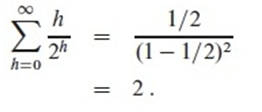 ∞∑h=0 h/2^h = 1/2/(1 − 1/2)²
= 2.